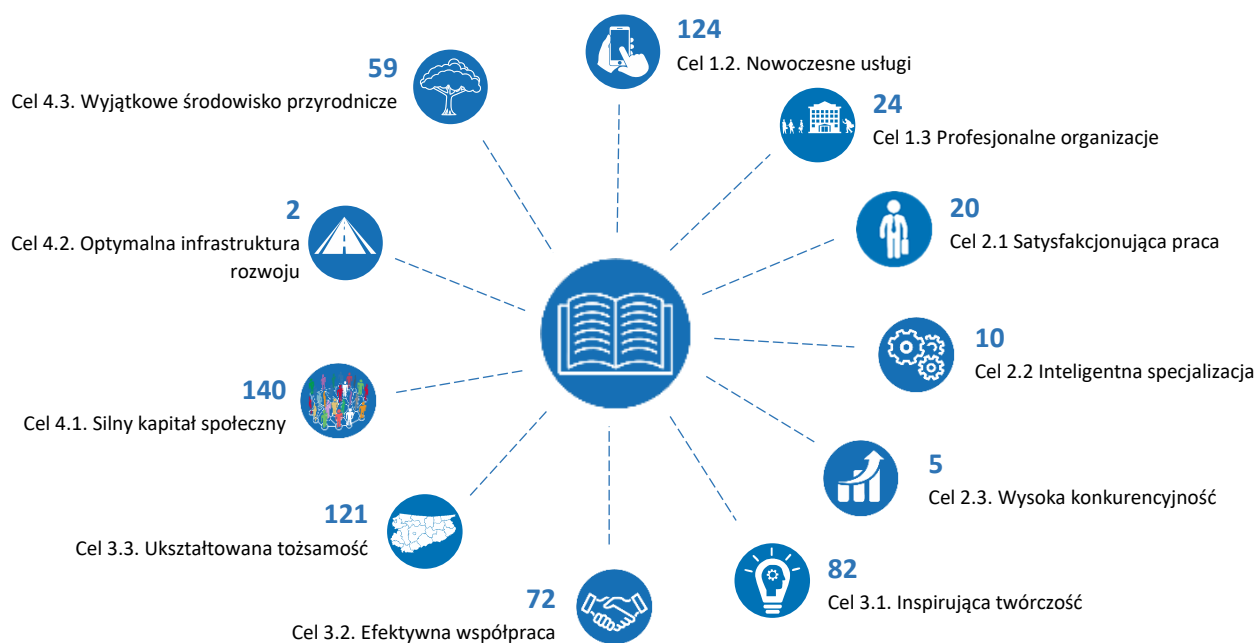 124
Cel 1.2. Nowoczesne usługi
24
Cel 1.3 Profesjonalne organizacje
20
Cel 2.1 Satysfakcjonująca praca
10
Cel 2.2 Inteligentna specjalizacja
5
Cel 2.3. Wysoka konkurencyjność
82
Cel 3.1. Inspirująca twórczość
72
Cel 3.2. Efektywna współpraca
121
Cel 3.3. Ukształtowana tożsamość
140
Cel 4.1. Silny kapitał społeczny
2
Cel 4.2. Optymalna infrastruktura
rozwoju
59
Cel 4.3. Wyjątkowe środowisko przyrodnicze